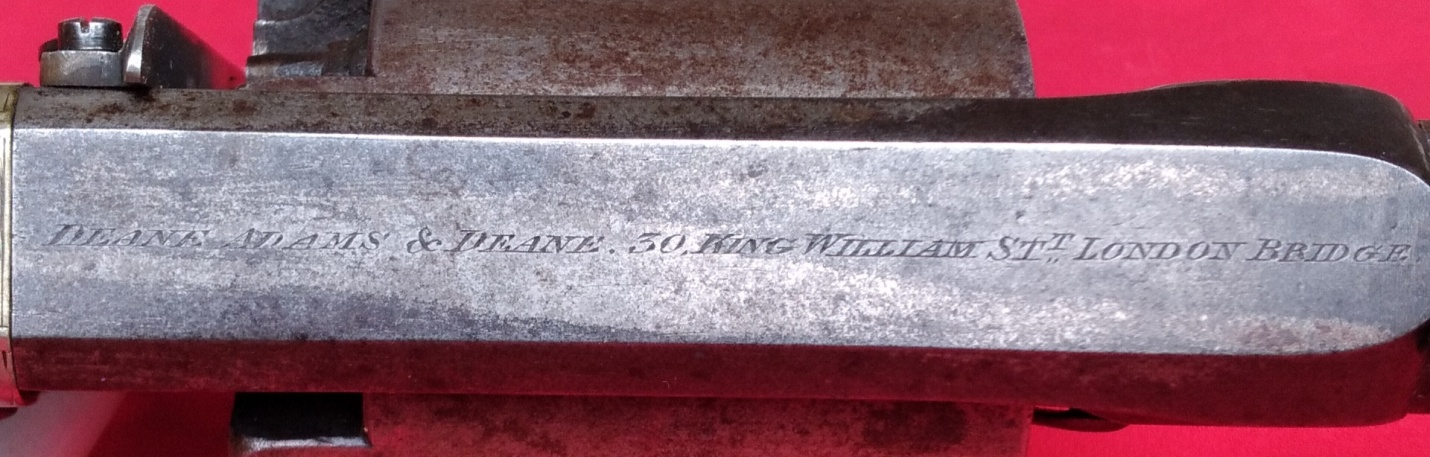 DEANE ADAMS & DEANE. 30, KING WILLIAM STT LONDON BRIDGE.